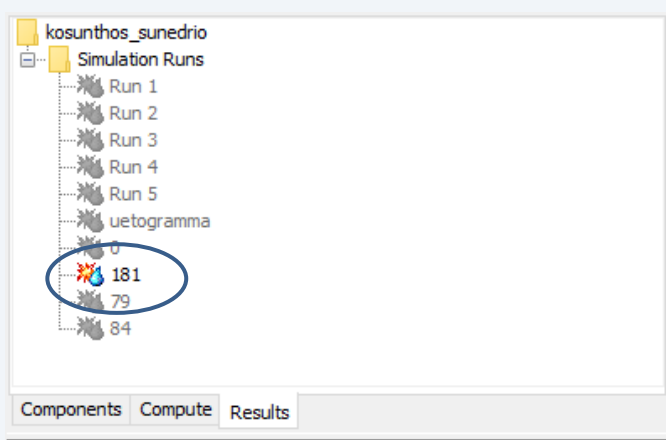 kosunthos_sunedrio
Simulation Runs
Run 1
Run 2
Run 3
Run 4
Run 5
uetogramma
0
181
79
84
Components Compute Results